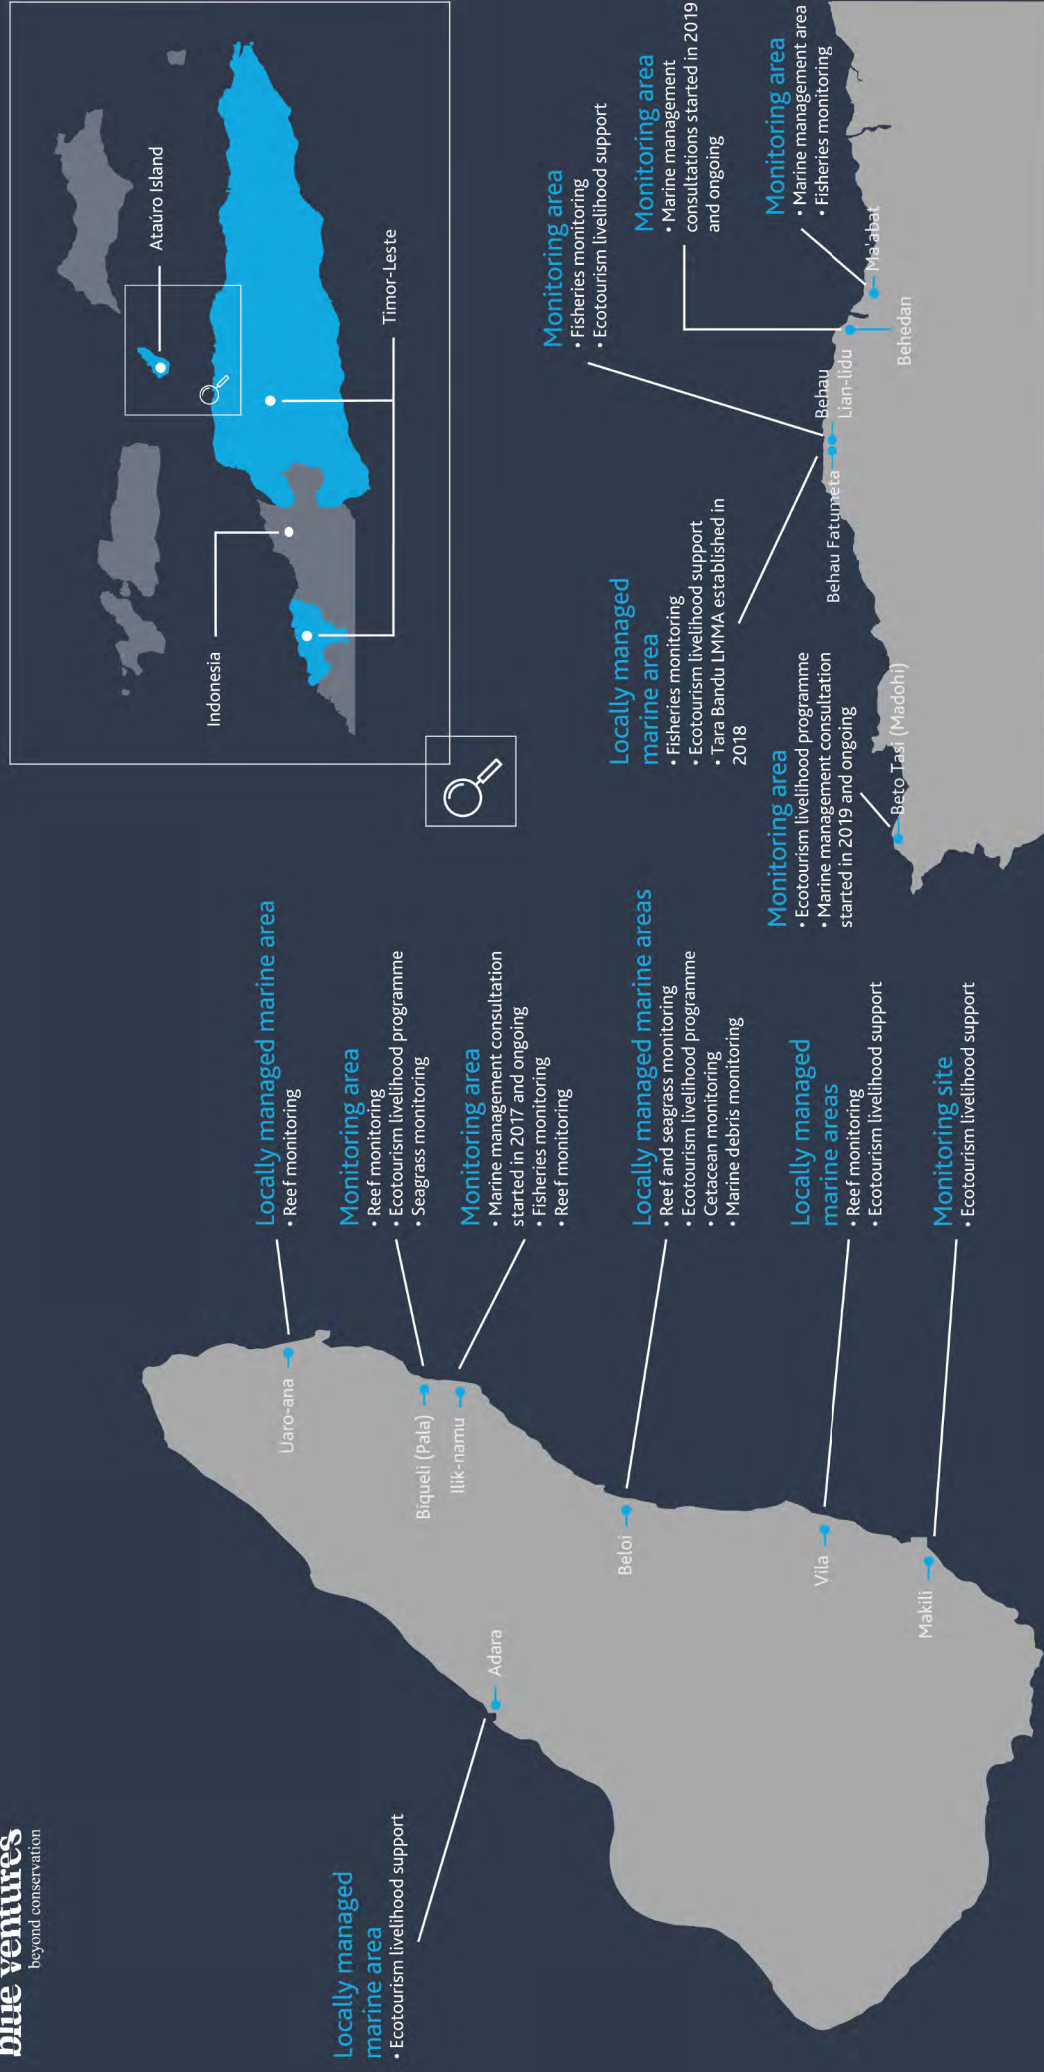 blue ventures
beyond conservation
Locally managed
marine area
• Ecotourism livelihood support
Adara
Uaro-ana
Biqueli (Pala)
Ilik-namu
Beloi
Vila
Makili
Locally managed marine area
• Reef monitoring
Monitoring area
• Reef monitoring
• Ecotourism livelihood programme
• Seagrass monitoring
Monitoring area
• Marine management consultation
started in 2017 and ongoing
• Fisheries monitoring
• Reef monitoring
Locally managed marine areas
• Reef and seagrass monitoring
• Ecotourism livelihood programme
• Cetacean monitoring
• Marine debris monitoring
Locally managed
marine areas
• Reef monitoring
• Ecotourism livelihood support
Monitoring site
• Ecotourism livelihood support
Indonesia
Ataúro Island
Timor-Leste
Monitoring area
• Ecotourism livelihood programme
• Marine management consultation
started in 2019 and ongoing
Beto Tasi (Madohi)
Locally managed
marine area
• Fisheries monitoring
• Ecotourism livelihood support
• Tara Bandu LMMA established in
2018
Behau Fatumeta
Monitoring area
• Fisheries monitoring
• Ecotourism livelihood support
Behau
Lian-lidu
Monitoring area
• Marine management
consultations started in 2019
and ongoing
Behedan
Monitoring area
• Marine management area
• Fisheries monitoring
Ma'abat